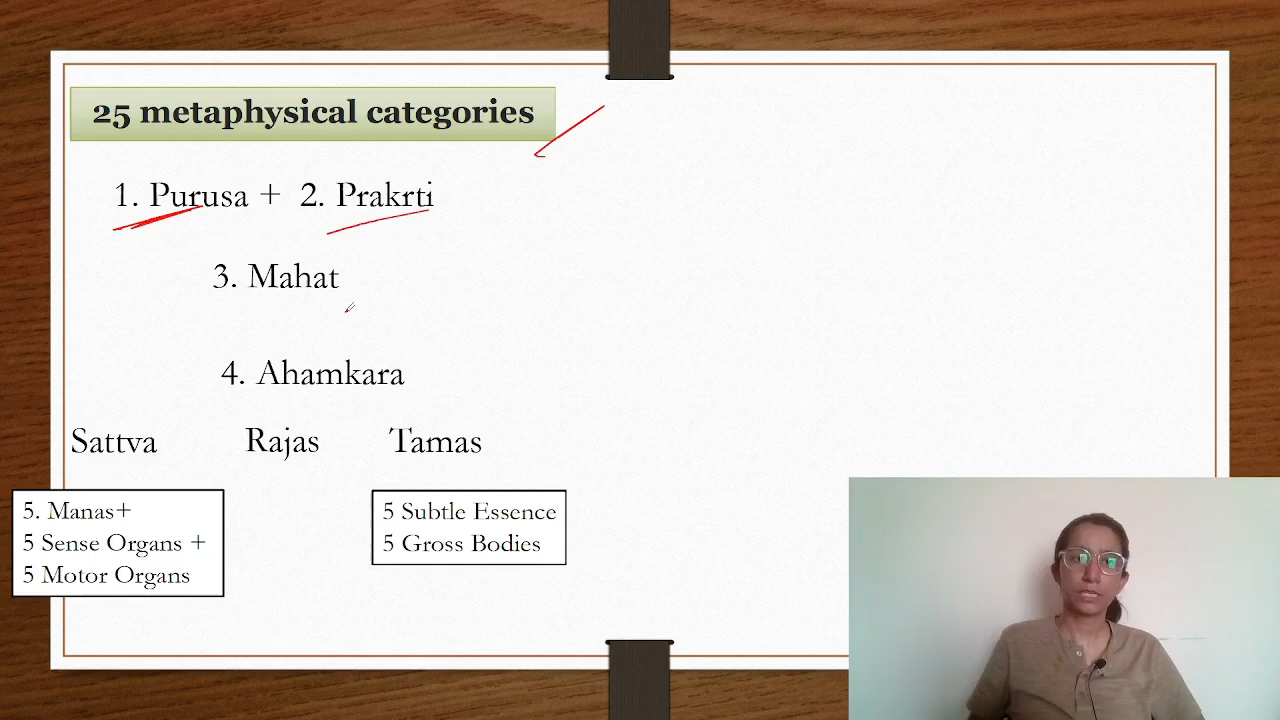 25 metaphysical categories
1. Purusa + 2. Prakrti
3. Mahat
4. Ahamkara
Sattva Rajas Tamas
5. Manas+
5 Sense Organs +
5 Motor Organs
5 Subtle Essence
5 Gross Bodies